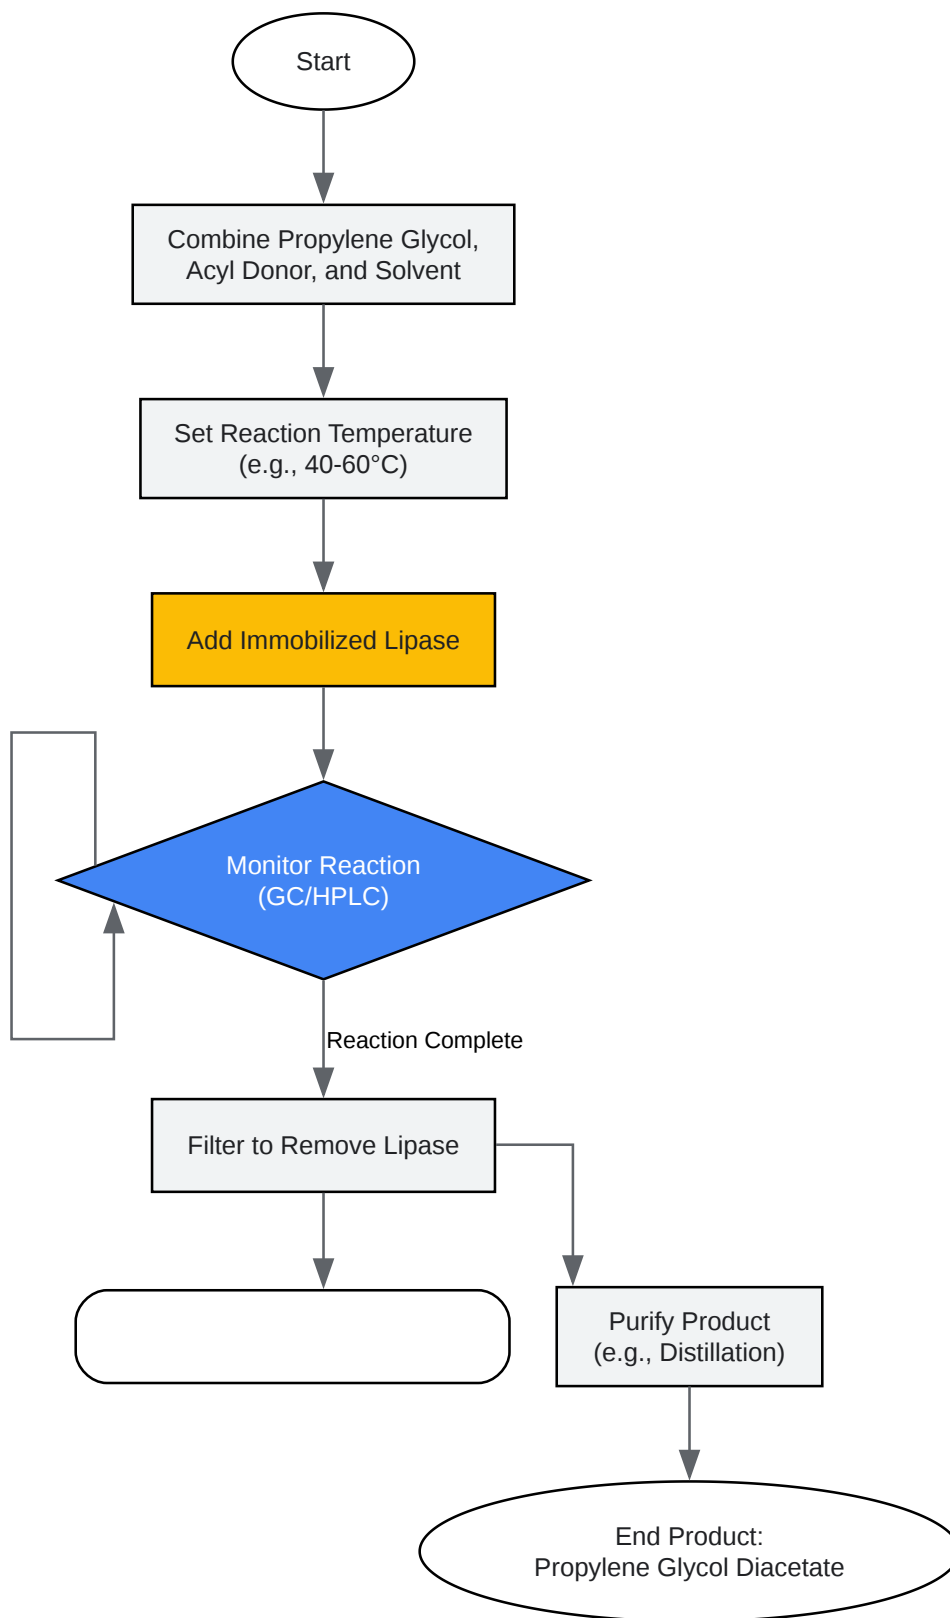 Start
Combine Propylene Glycol,
Acyl Donor, and Solvent
Set Reaction Temperature
(e.g., 40-60°C)
Add Immobilized Lipase
Monitor Reaction
(GC/HPLC)
Reaction Complete
Filter to Remove Lipase
Purify Product
(e.g., Distillation)
End Product:
Propylene Glycol Diacetate